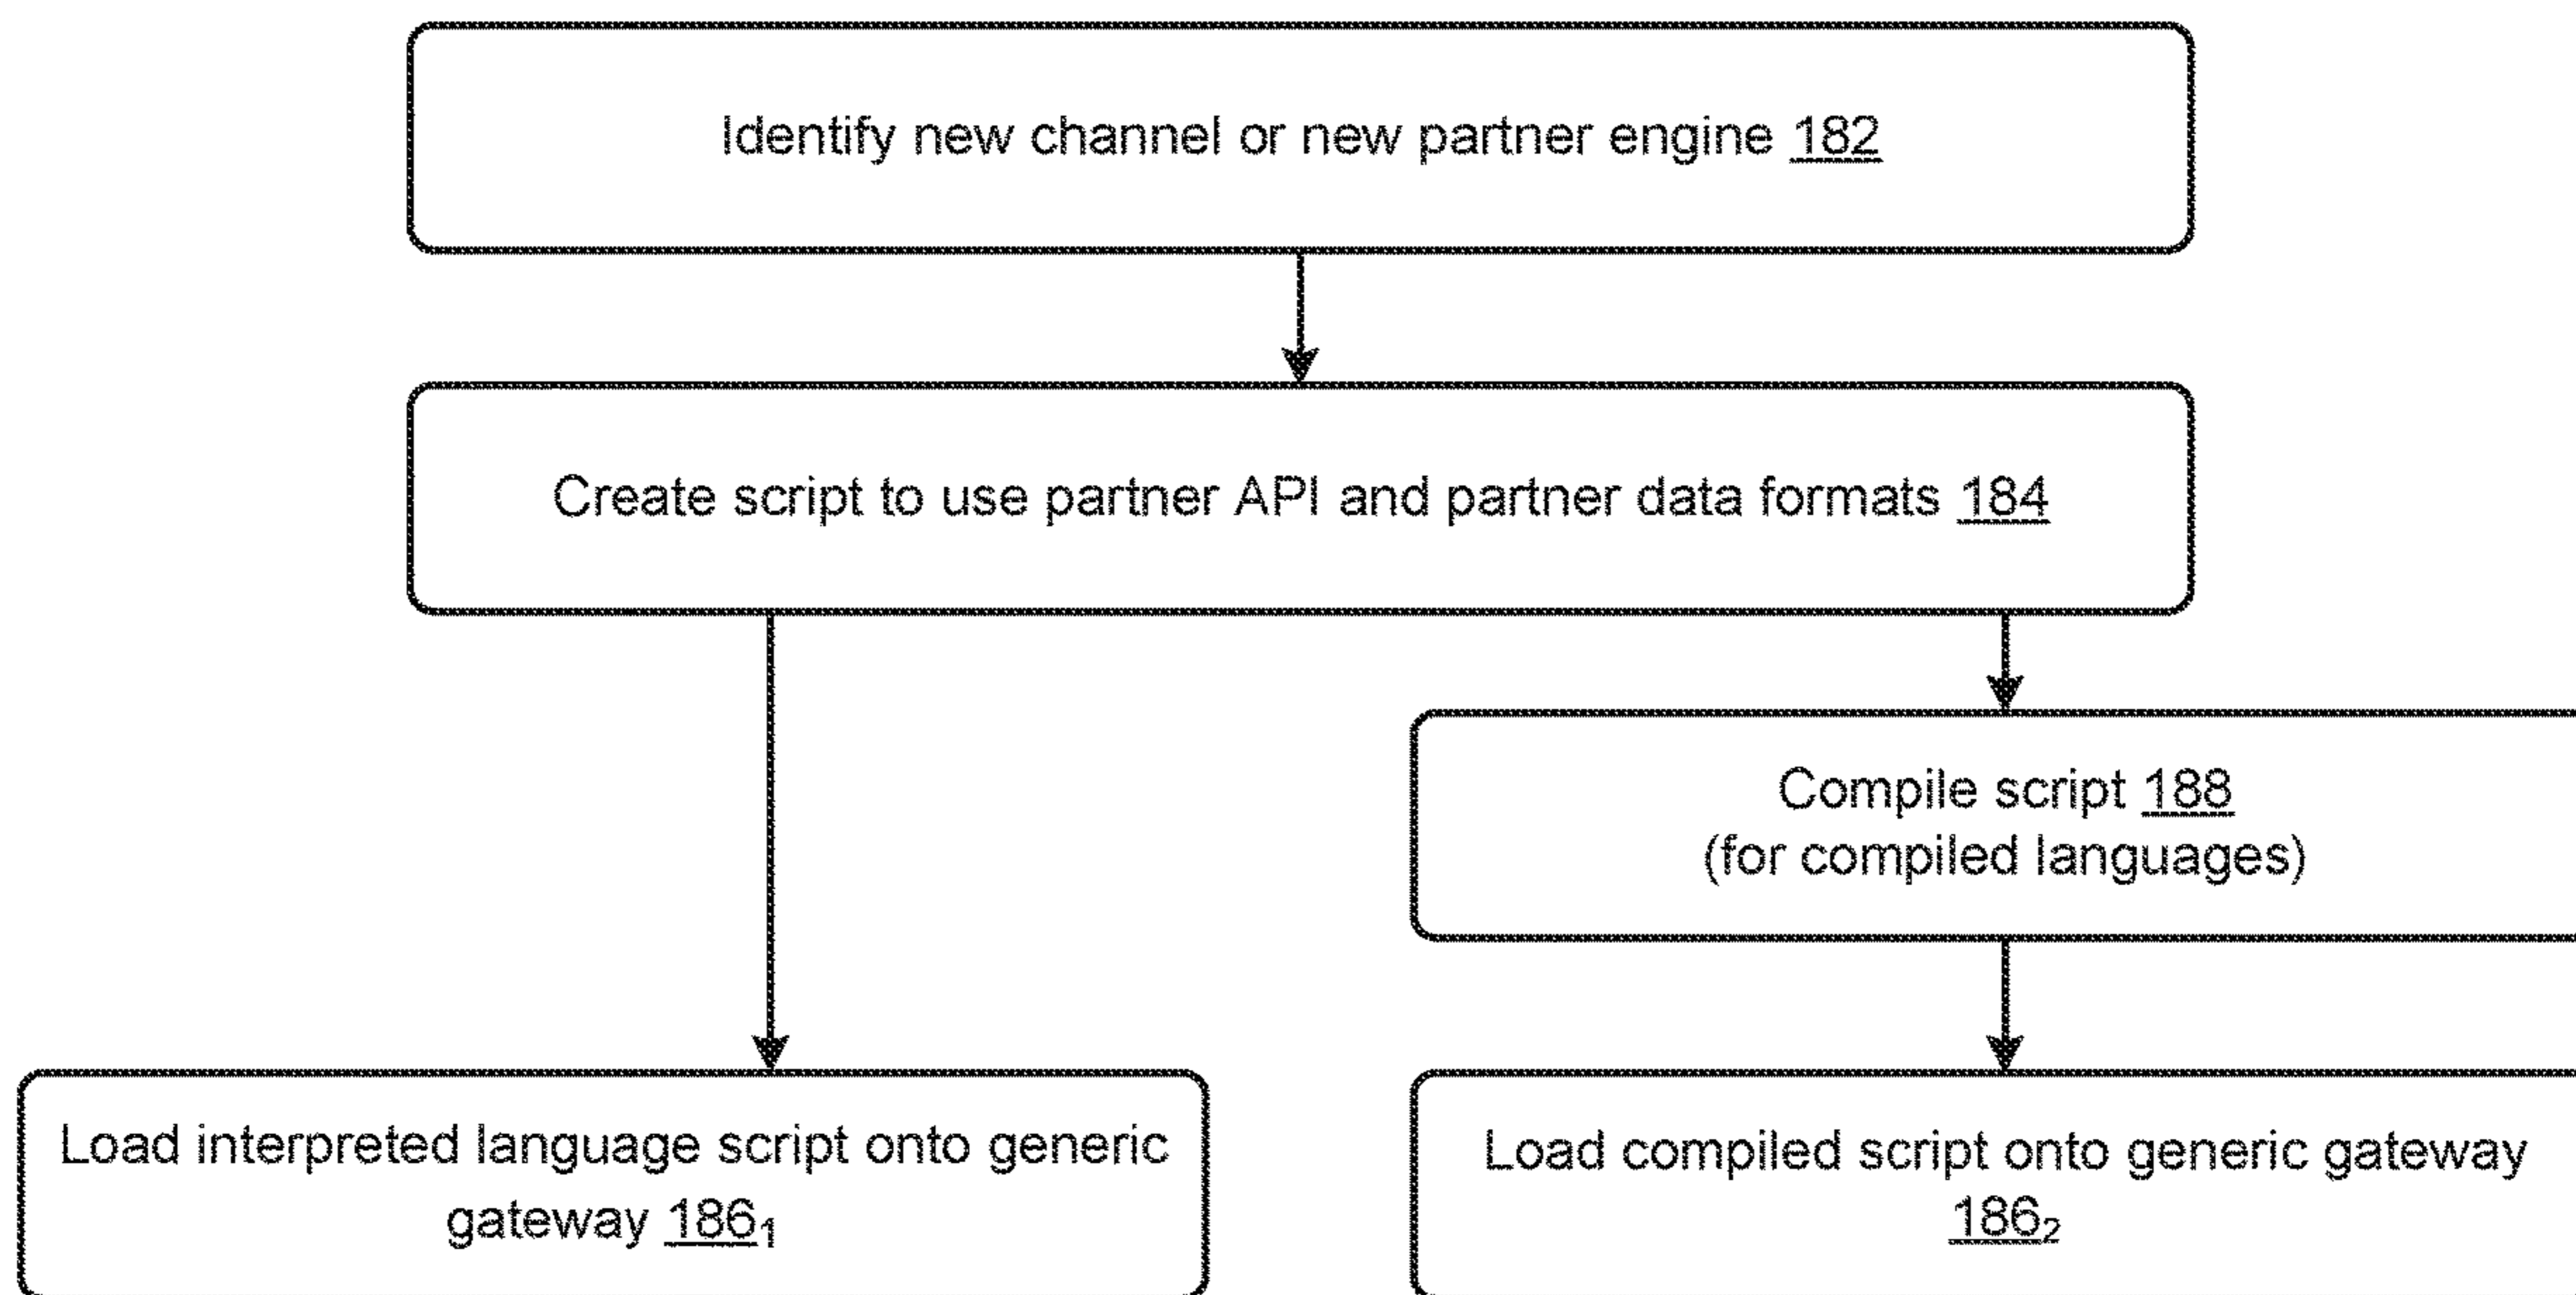 Identify new channel or new partner engine 182
Create script to use partner API and partner data formats 184
Compile script 188
(for compiled languages)
Load interpreted language script onto generic
gateway 186₁
Load compiled script onto generic gateway
186₂